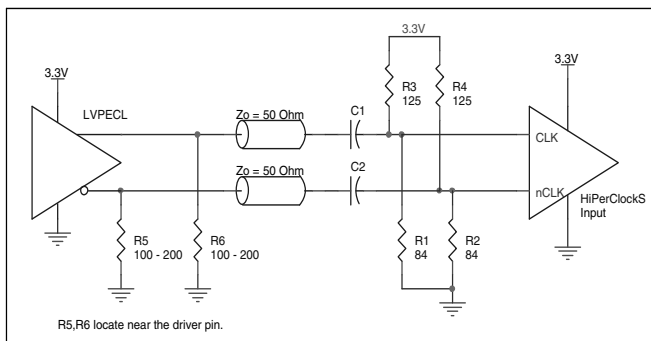 3.3V
3.3V
3.3V
LVPECL
Zo = 50 Ohm
C1
R3
125
R4
125
CLK
Zo = 50 Ohm
C2
nCLK
HiPerClockS
Input
R5
100 - 200
R6
100 - 200
R1
84
R2
84
R5,R6 locate near the driver pin.